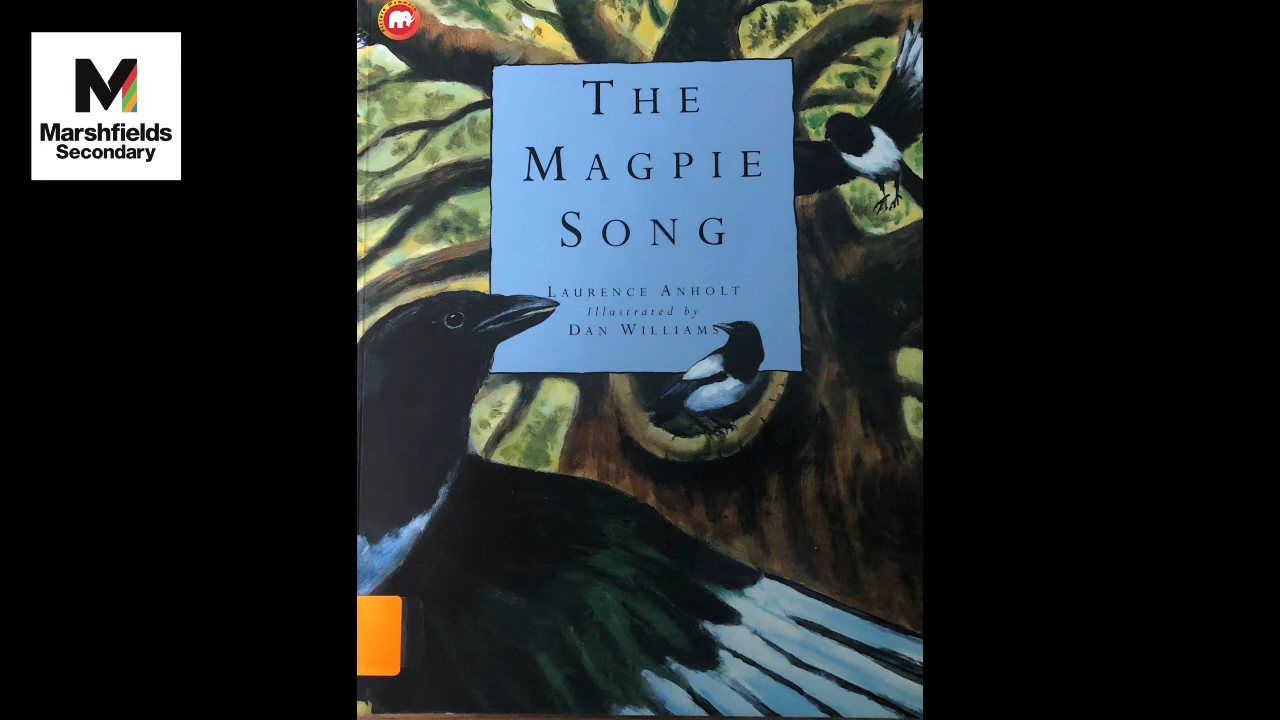 Marshfields
Secondary
THE
MAGPIE
SONG
LAURENCE ANHOLT
Illustrated by
DAN WILLIAMS